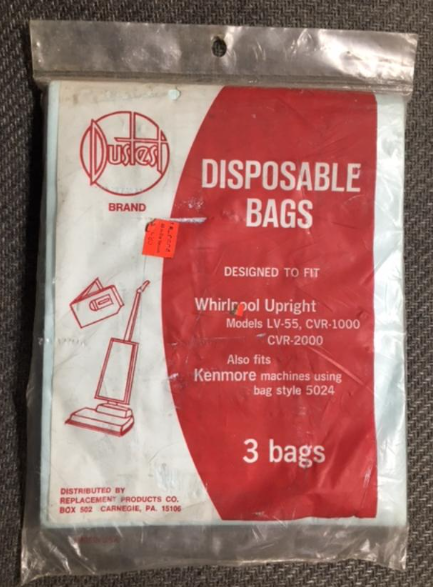 Dustest
BRAND
DISPOSABLE
BAGS
DESIGNED TO FIT
Whirlpool Upright
Models LV-55, CVR-1000
CVR-2000
Also fits
Kenmore machines using
bag style 5024
3 bags
DISTRIBUTED BY
REPLACEMENT PRODUCTS CO.
BOX 502 CARNEGIE, PA. 15106